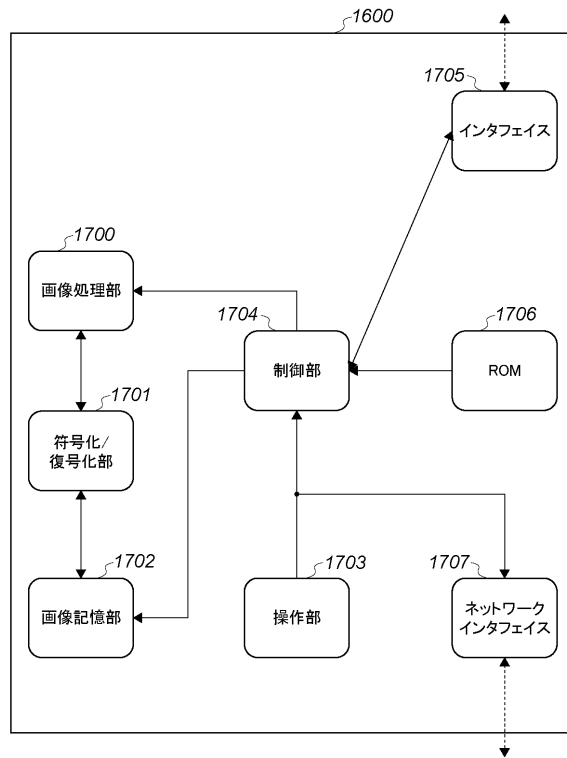 1600
1705
インタフェイス
1700
画像処理部
1704
制御部
1706
ROM
1701
符号化/
復号化部
1702
画像記憶部
1703
操作部
1707
ネットワーク
インタフェイス